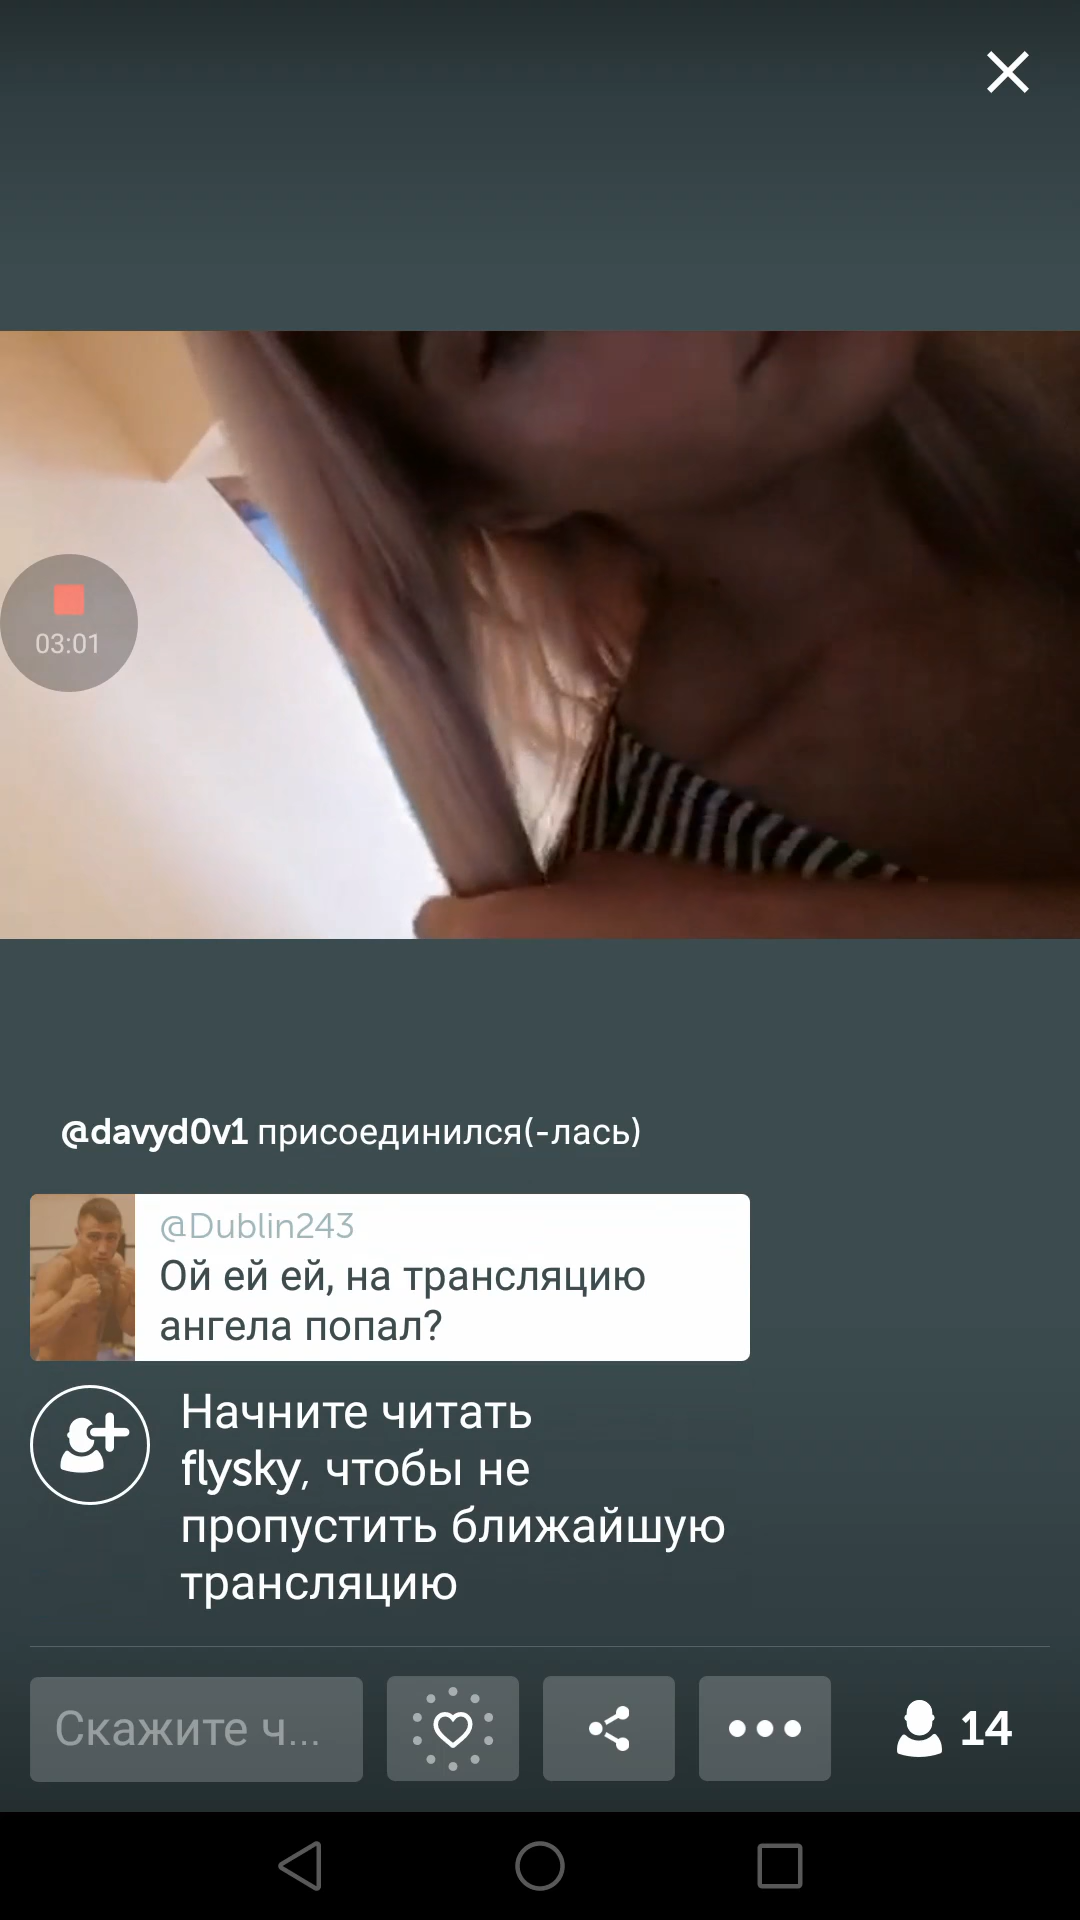 03:01
@davyd0v1 присоединился(-лась)
@Dublin243
Ой ей ей, на трансляцию
ангела попал?
Начните читать
flysky, чтобы не
пропустить ближайшую
трансляцию
Скажите ч...
14